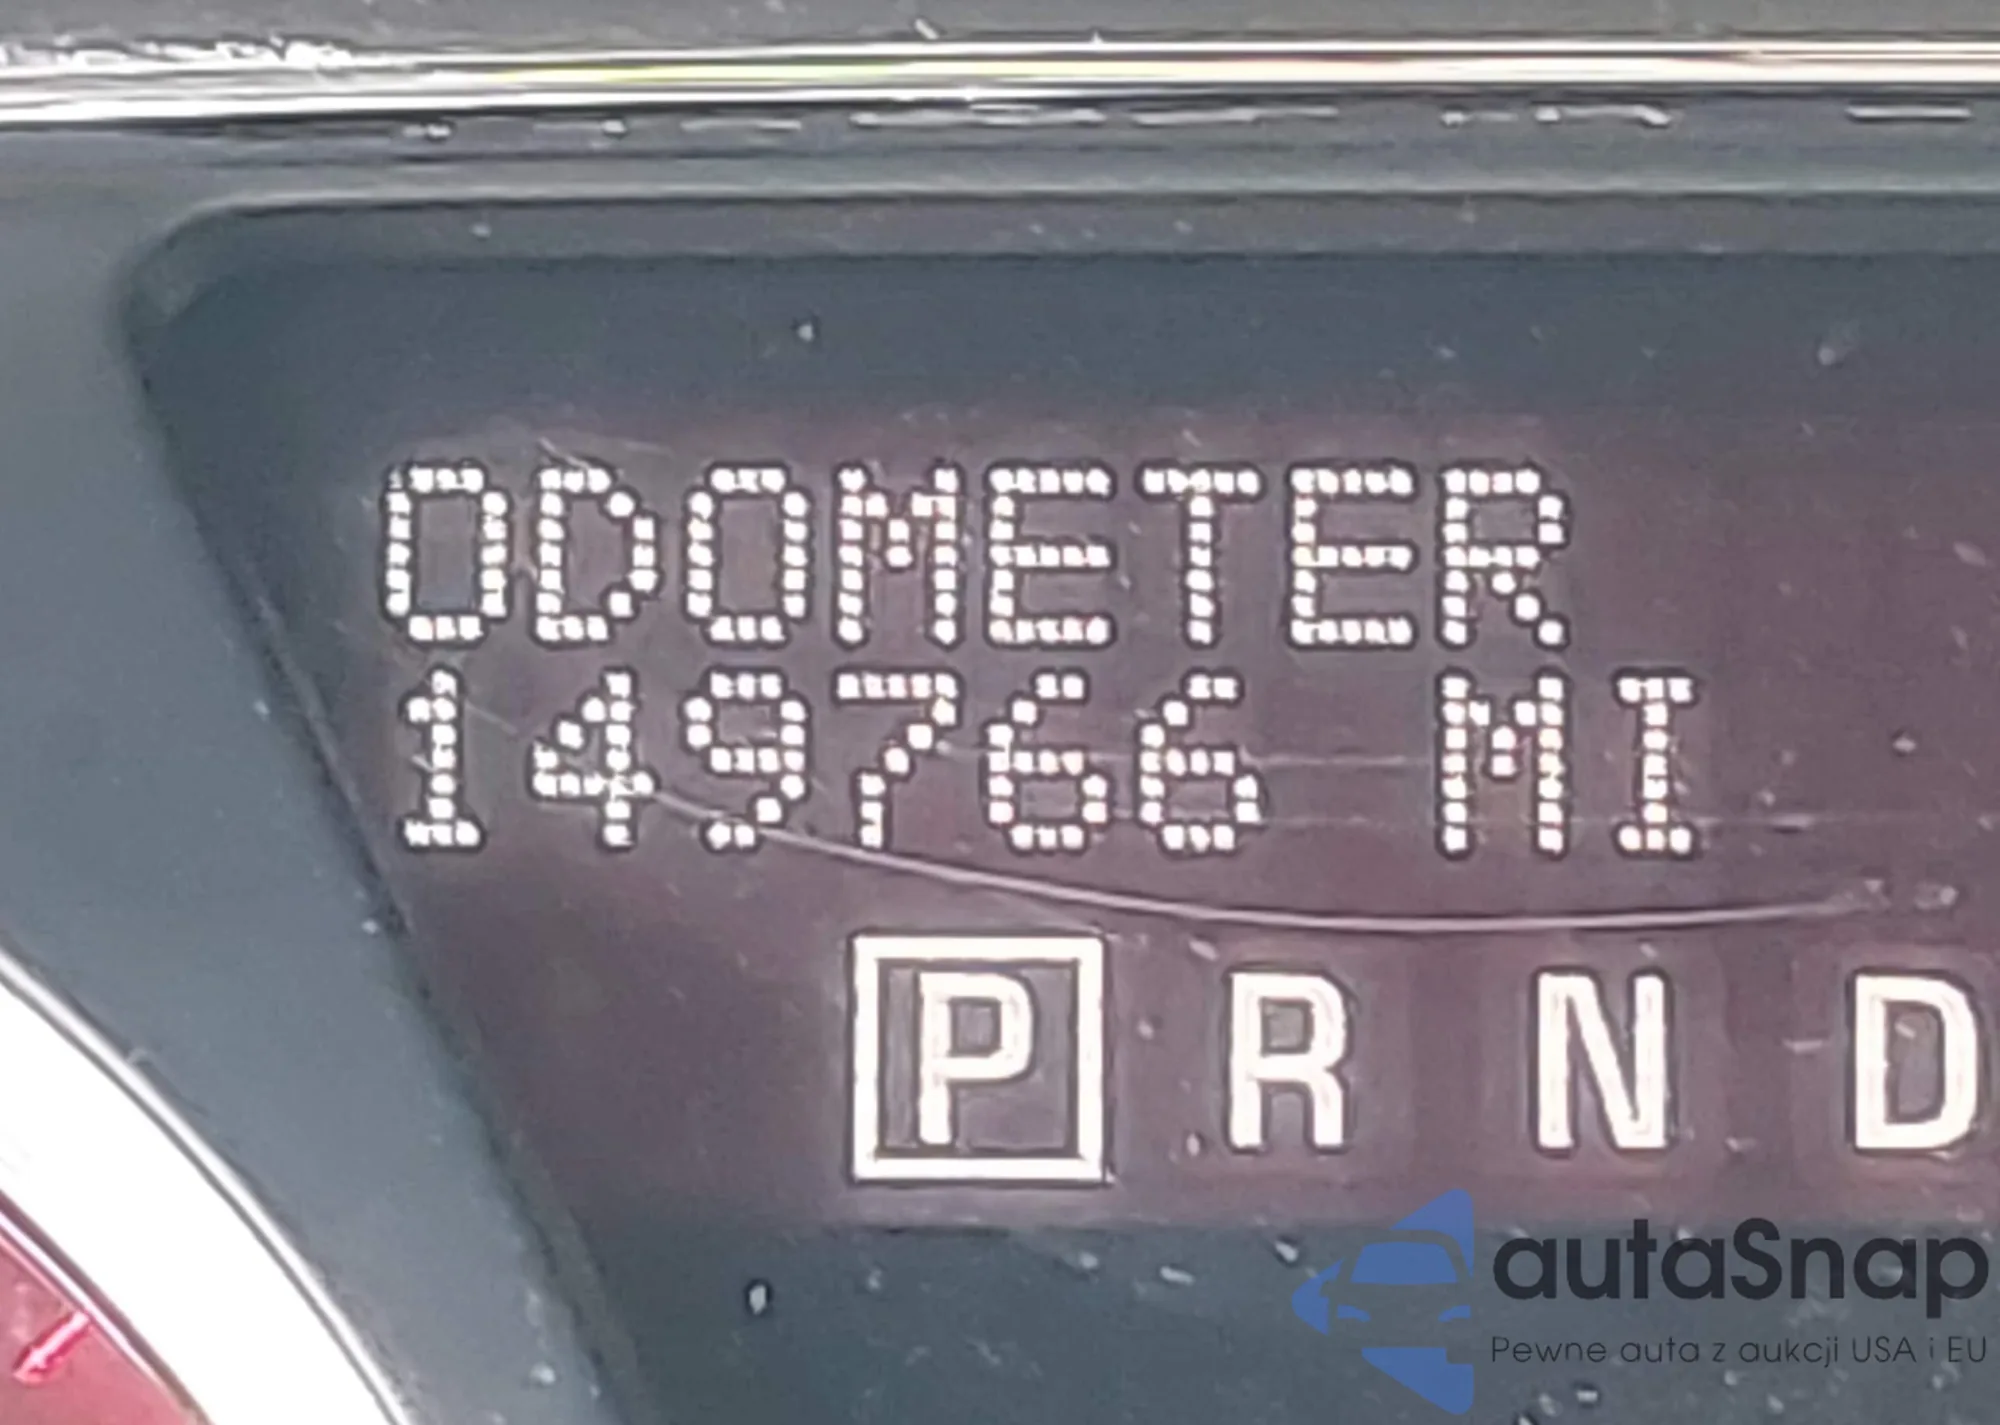 ODOMETER
149766 MI
P R N D
autaSnap
Pewne auta z aukcji USA i EU